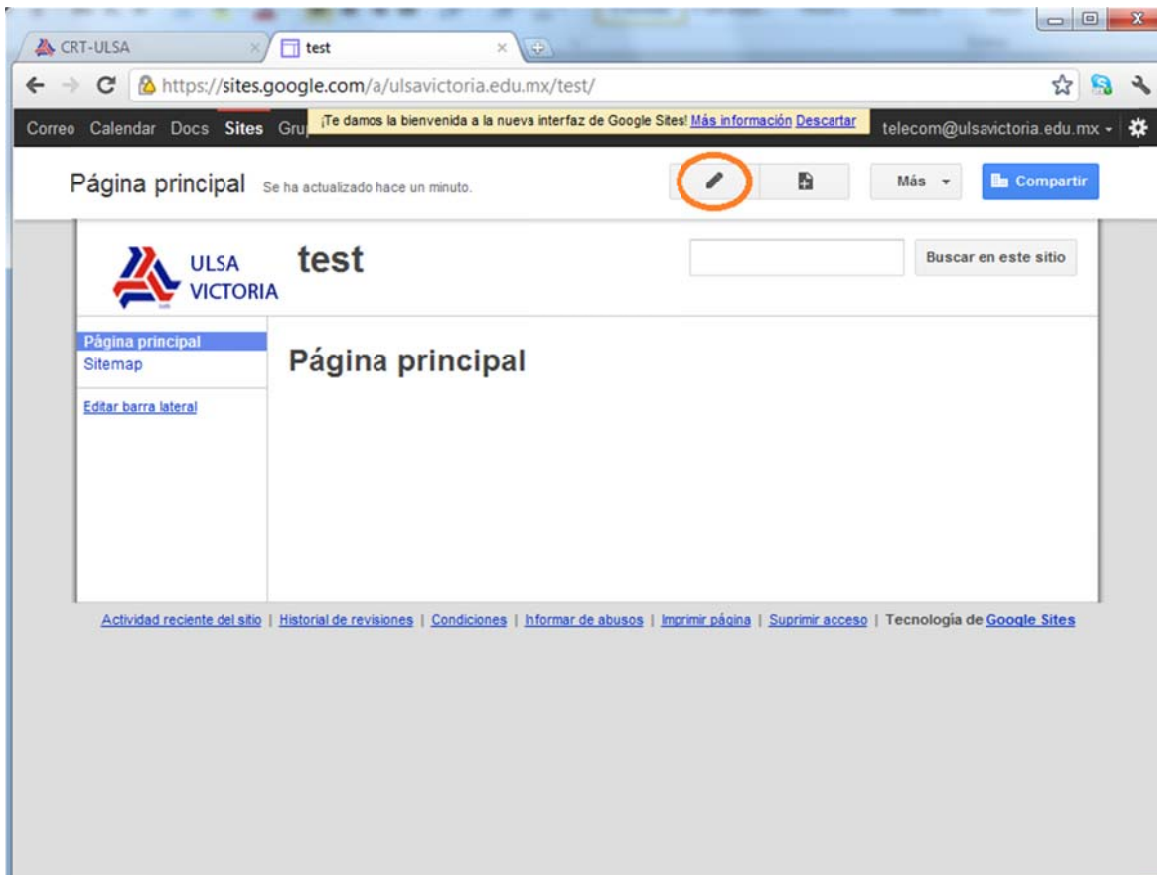 CRT-ULSA
test
https://sites.google.com/a/ulsavictoria.edu.mx/test/
Correo Calendar Docs Sites Gru
¡Te damos la bienvenida a la nueva interfaz de Google Sites! Más información Descartar
telecom@ulsavictoria.edu.mx
Página principal Se ha actualizado hace un minuto.
Más
Compartir
ULSA
VICTORIA
test
Buscar en este sitio
Página principal
Sitemap
Editar barra lateral
Página principal
Actividad reciente del sitio | Historial de revisiones | Condiciones | Informar de abusos | Imprimir página | Suprimir acceso | Tecnología de Google Sites